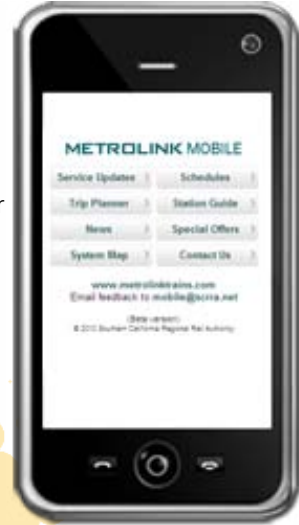 r
METROLINK MOBILE
Service Updates Schedules
Trip Planner Station Guide
News Special Offers
System Map Contact Us
www.metrolinktrains.com
Email feedback to mobile@scrra.net
(Beta version)
© 2010 Southern California Regional Rail Authority